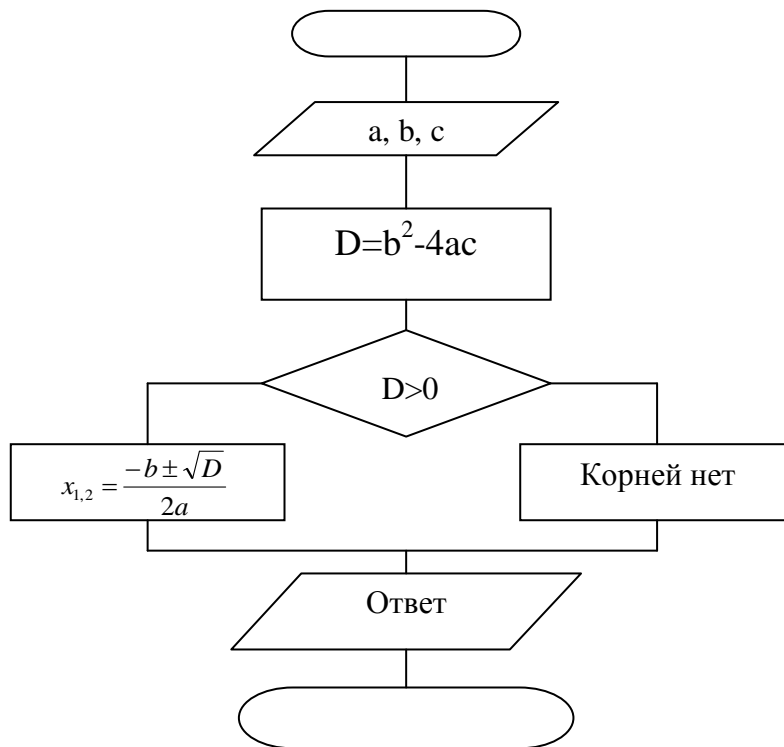 a, b, c
D=b²-4ac
D>0
x₁,₂ = (-b ± √D) / 2a
Корней нет
Ответ